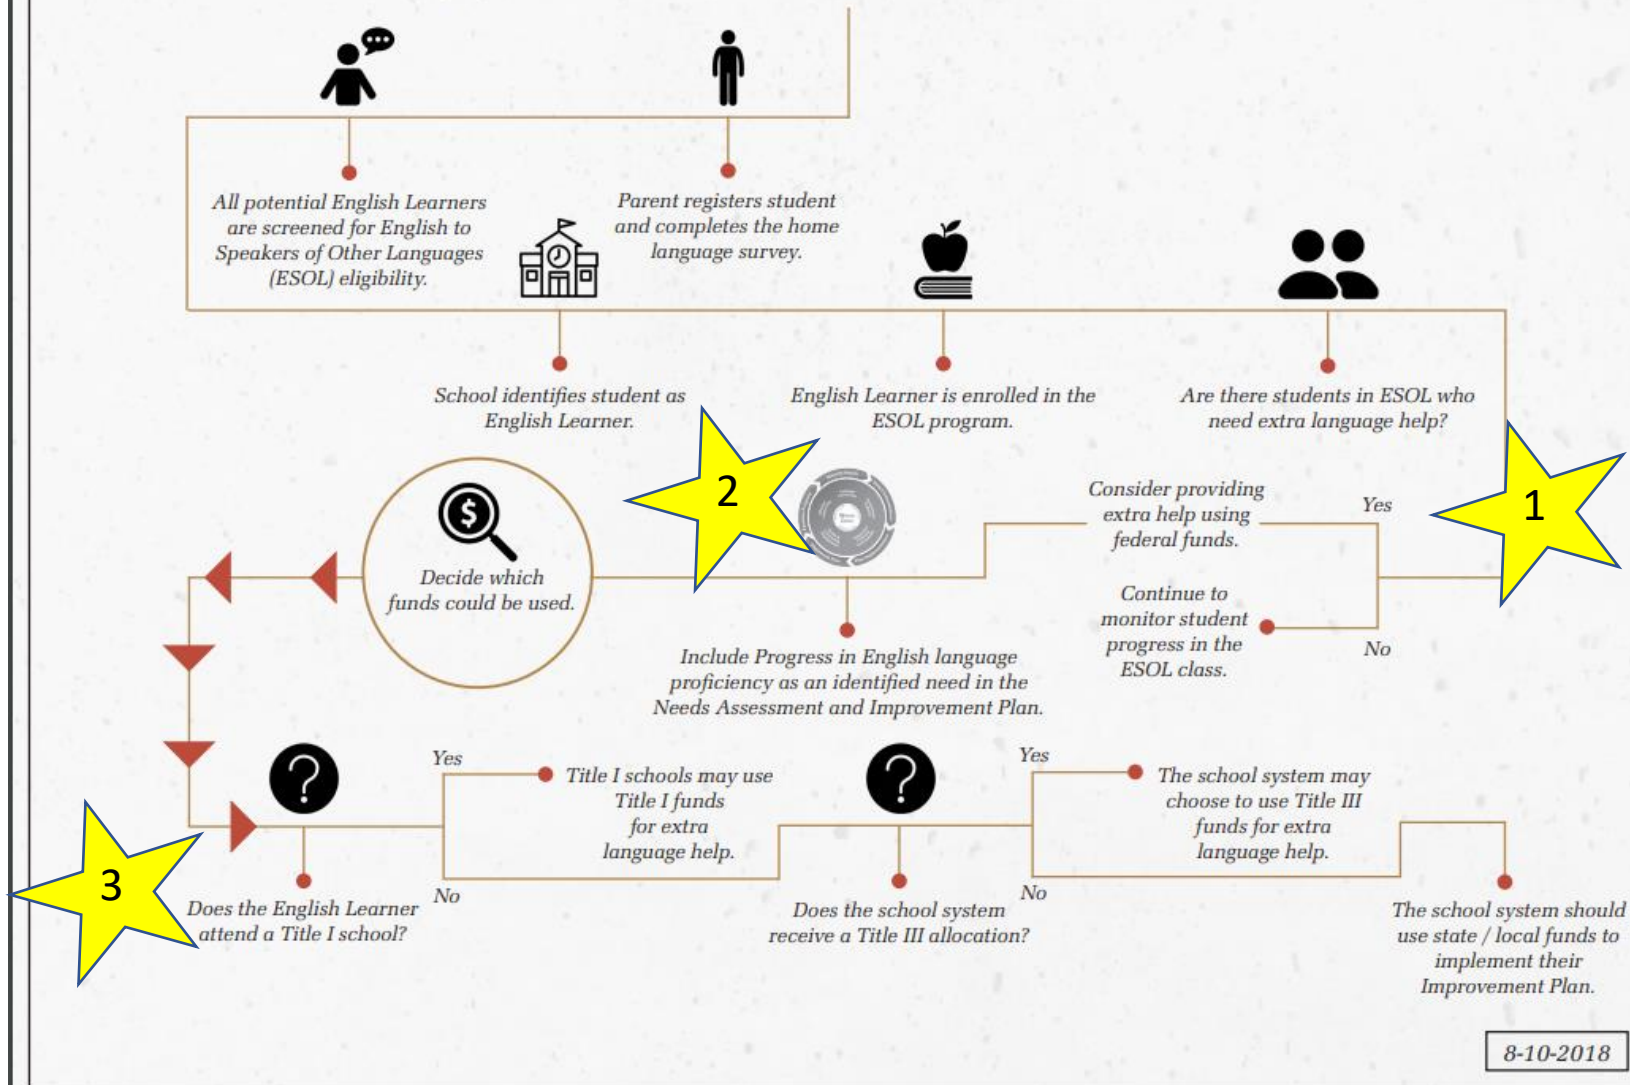 All potential English Learners
are screened for English to
Speakers of Other Languages
(ESOL) eligibility.
Parent registers student
and completes the home
language survey.
School identifies student as
English Learner.
English Learner is enrolled in the
ESOL program.
Are there students in ESOL who
need extra language help?
1
Yes
Consider providing
extra help using
federal funds.
No
Continue to
monitor student
progress in the
ESOL class.
2
Include Progress in English language
proficiency as an identified need in the
Needs Assessment and Improvement Plan.
$
Decide which
funds could be used.
3
?
Does the English Learner
attend a Title I school?
Yes
Title I schools may use
Title I funds
for extra
language help.
No
?
Does the school system
receive a Title III allocation?
Yes
The school system may
choose to use Title III
funds for extra
language help.
No
The school system should
use state / local funds to
implement their
Improvement Plan.
8-10-2018